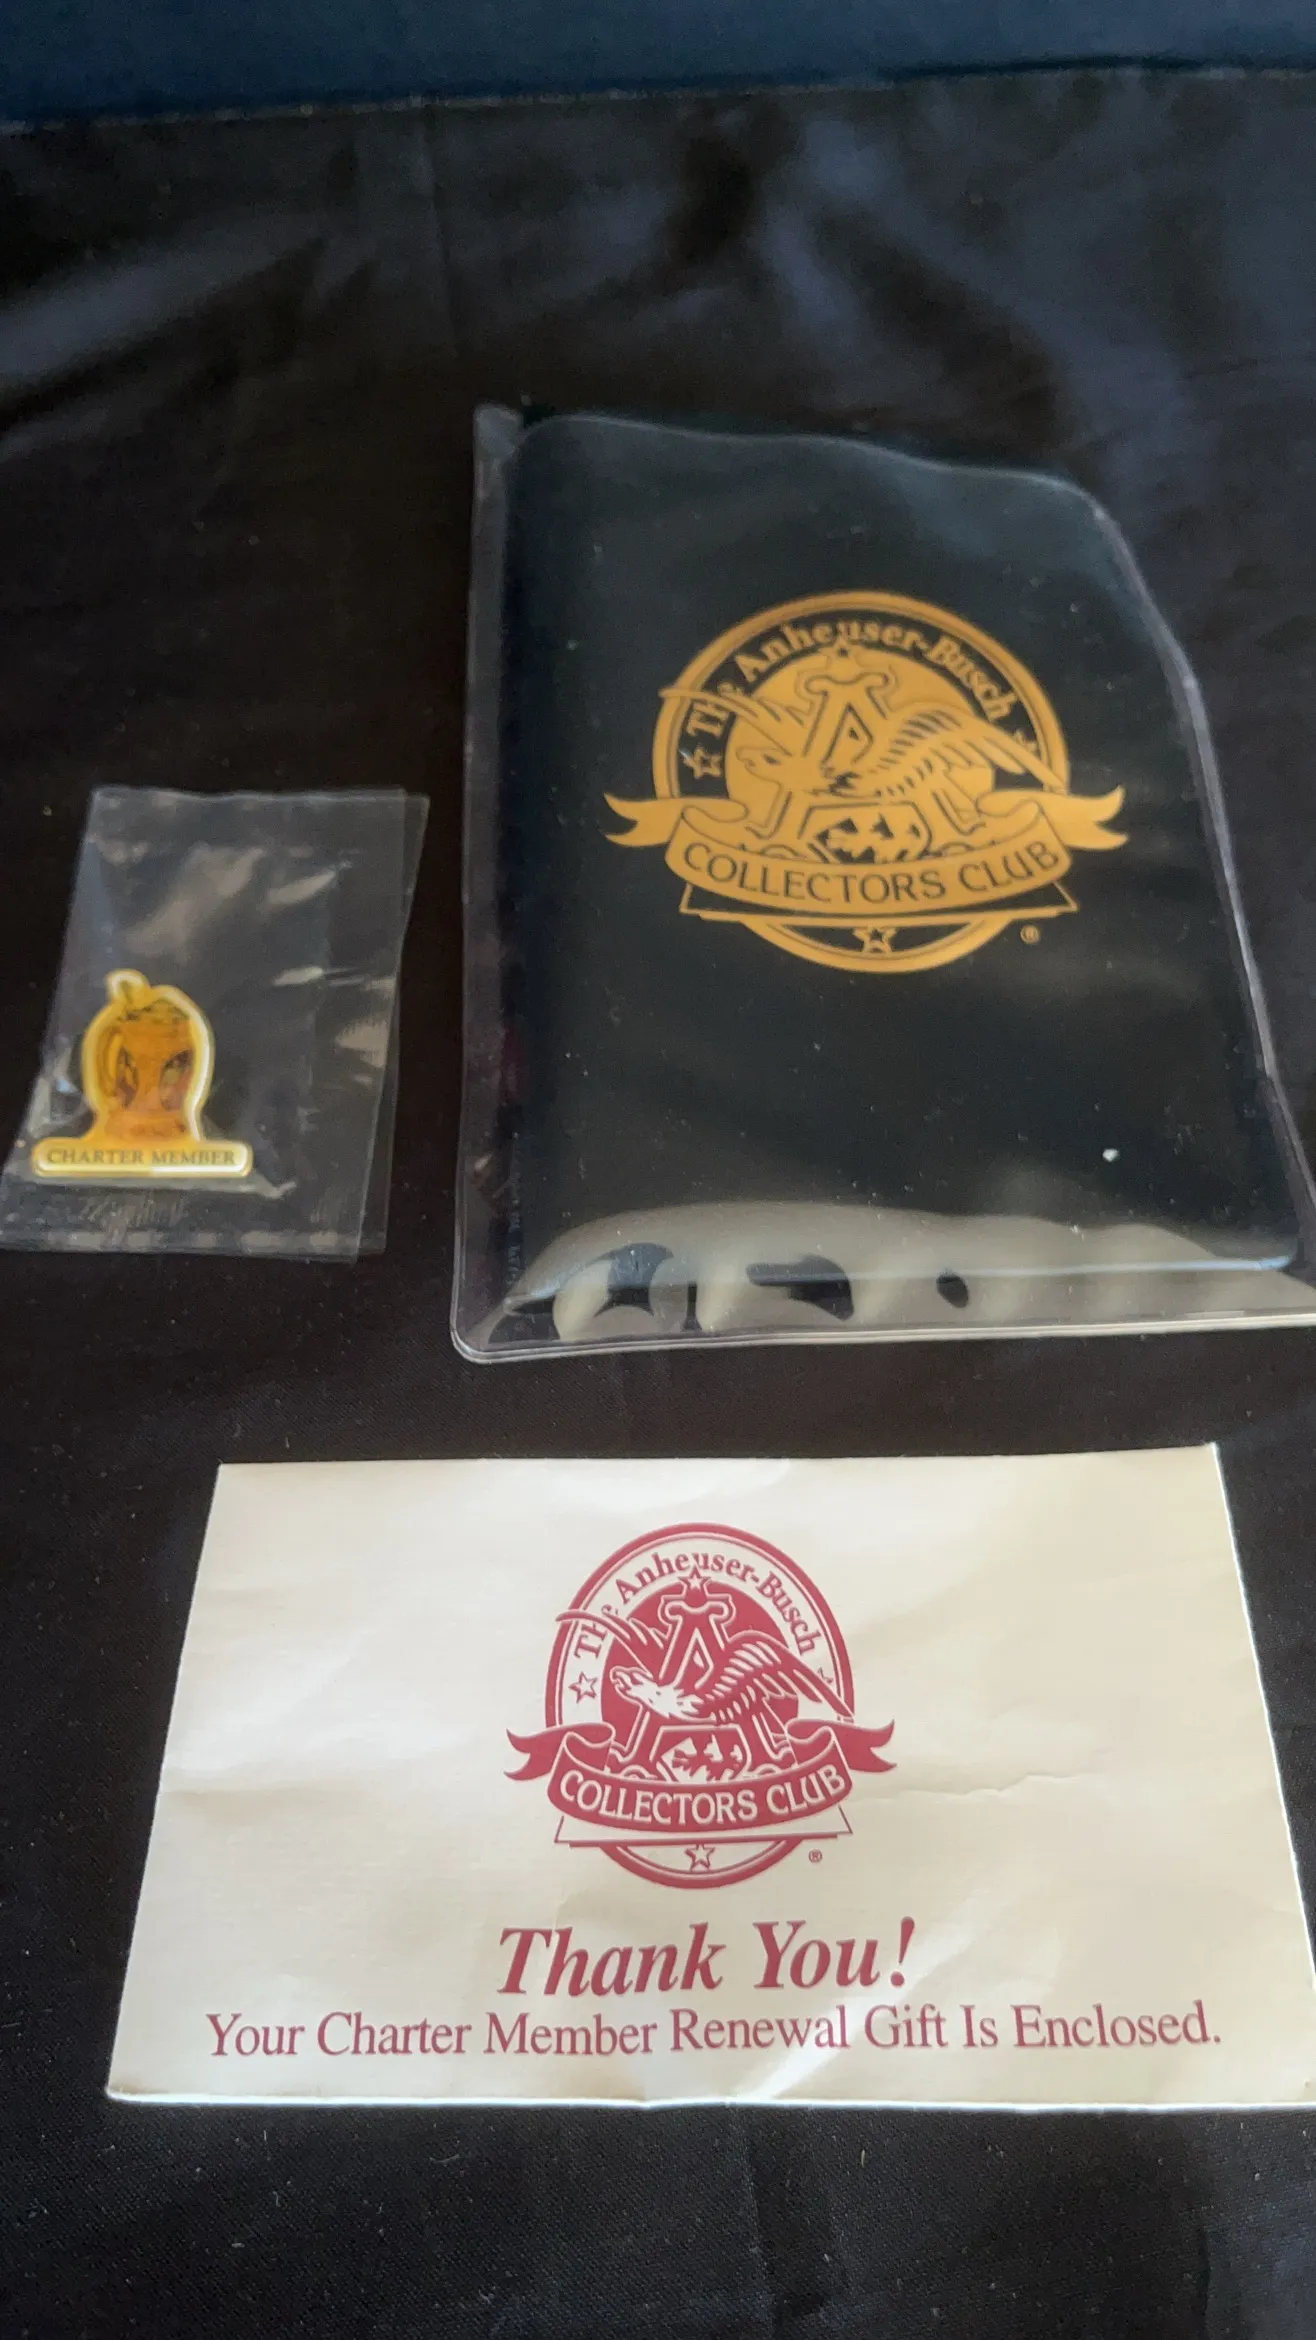 The Anheuser-Busch
COLLECTORS CLUB
®
CHARTER MEMBER
The Anheuser-Busch
COLLECTORS CLUB
®
Thank You!
Your Charter Member Renewal Gift Is Enclosed.